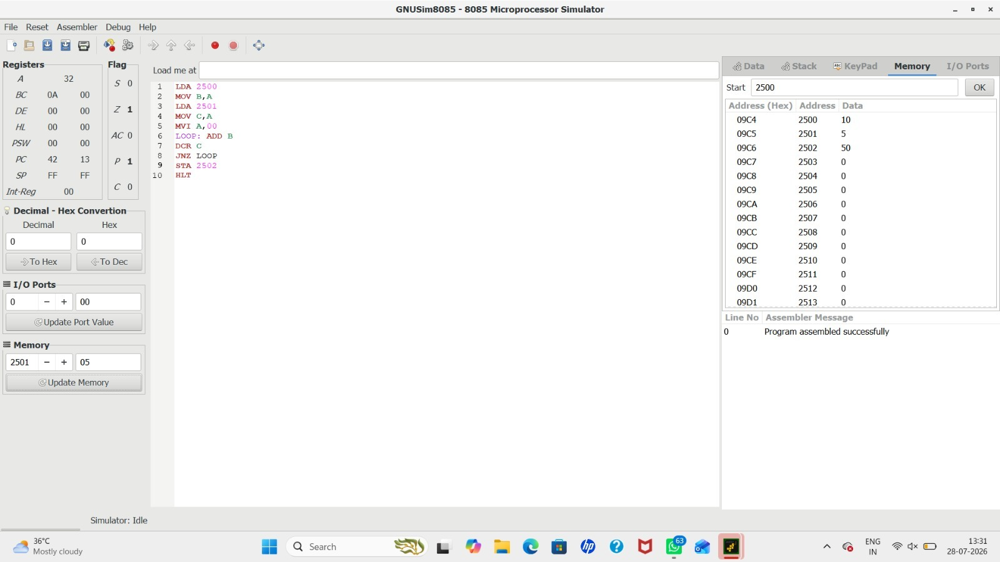 GNUSim8085 - 8085 Microprocessor Simulator
File Reset Assembler Debug Help
Registers
A 32
BC 0A 00
DE 00 00
HL 00 00
PSW 00 00
PC 42 13
SP FF FF
Int-Reg 00
Flag
S 0
Z 1
AC 0
P 1
C 0
Decimal - Hex Convertion
Decimal Hex
0 0
To Hex To Dec
I/O Ports
0 − + 00
Update Port Value
Memory
2501 − + 05
Update Memory
Load me at
1 LDA 2500
2 MOV B,A
3 LDA 2501
4 MOV C,A
5 MVI A,00
6 LOOP: ADD B
7 DCR C
8 JNZ LOOP
9 STA 2502
10 HLT
Data Stack Abc KeyPad Memory I/O Ports
Start 2500 OK
Address (Hex) Address Data
09C4 2500 10
09C5 2501 5
09C6 2502 50
09C7 2503 0
09C8 2504 0
09C9 2505 0
09CA 2506 0
09CB 2507 0
09CC 2508 0
09CD 2509 0
09CE 2510 0
09CF 2511 0
09D0 2512 0
09D1 2513 0
Line No Assembler Message
0 Program assembled successfully
Simulator: Idle
36°C
Mostly cloudy
Search
hp
63
ENG
IN
13:31
28-07-2026